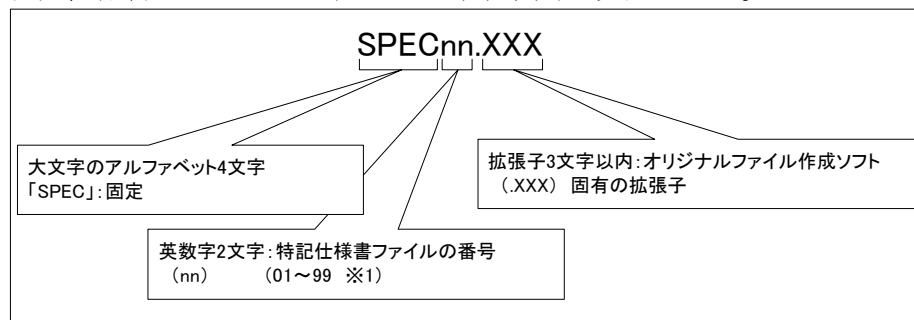 SPECnn.XXX
大文字のアルファベット4文字
「SPEC」:固定
拡張子3文字以内:オリジナルファイル作成ソフト
(.XXX) 固有の拡張子
英数字2文字:特記仕様書ファイルの番号
(nn) (01～99 ※1)